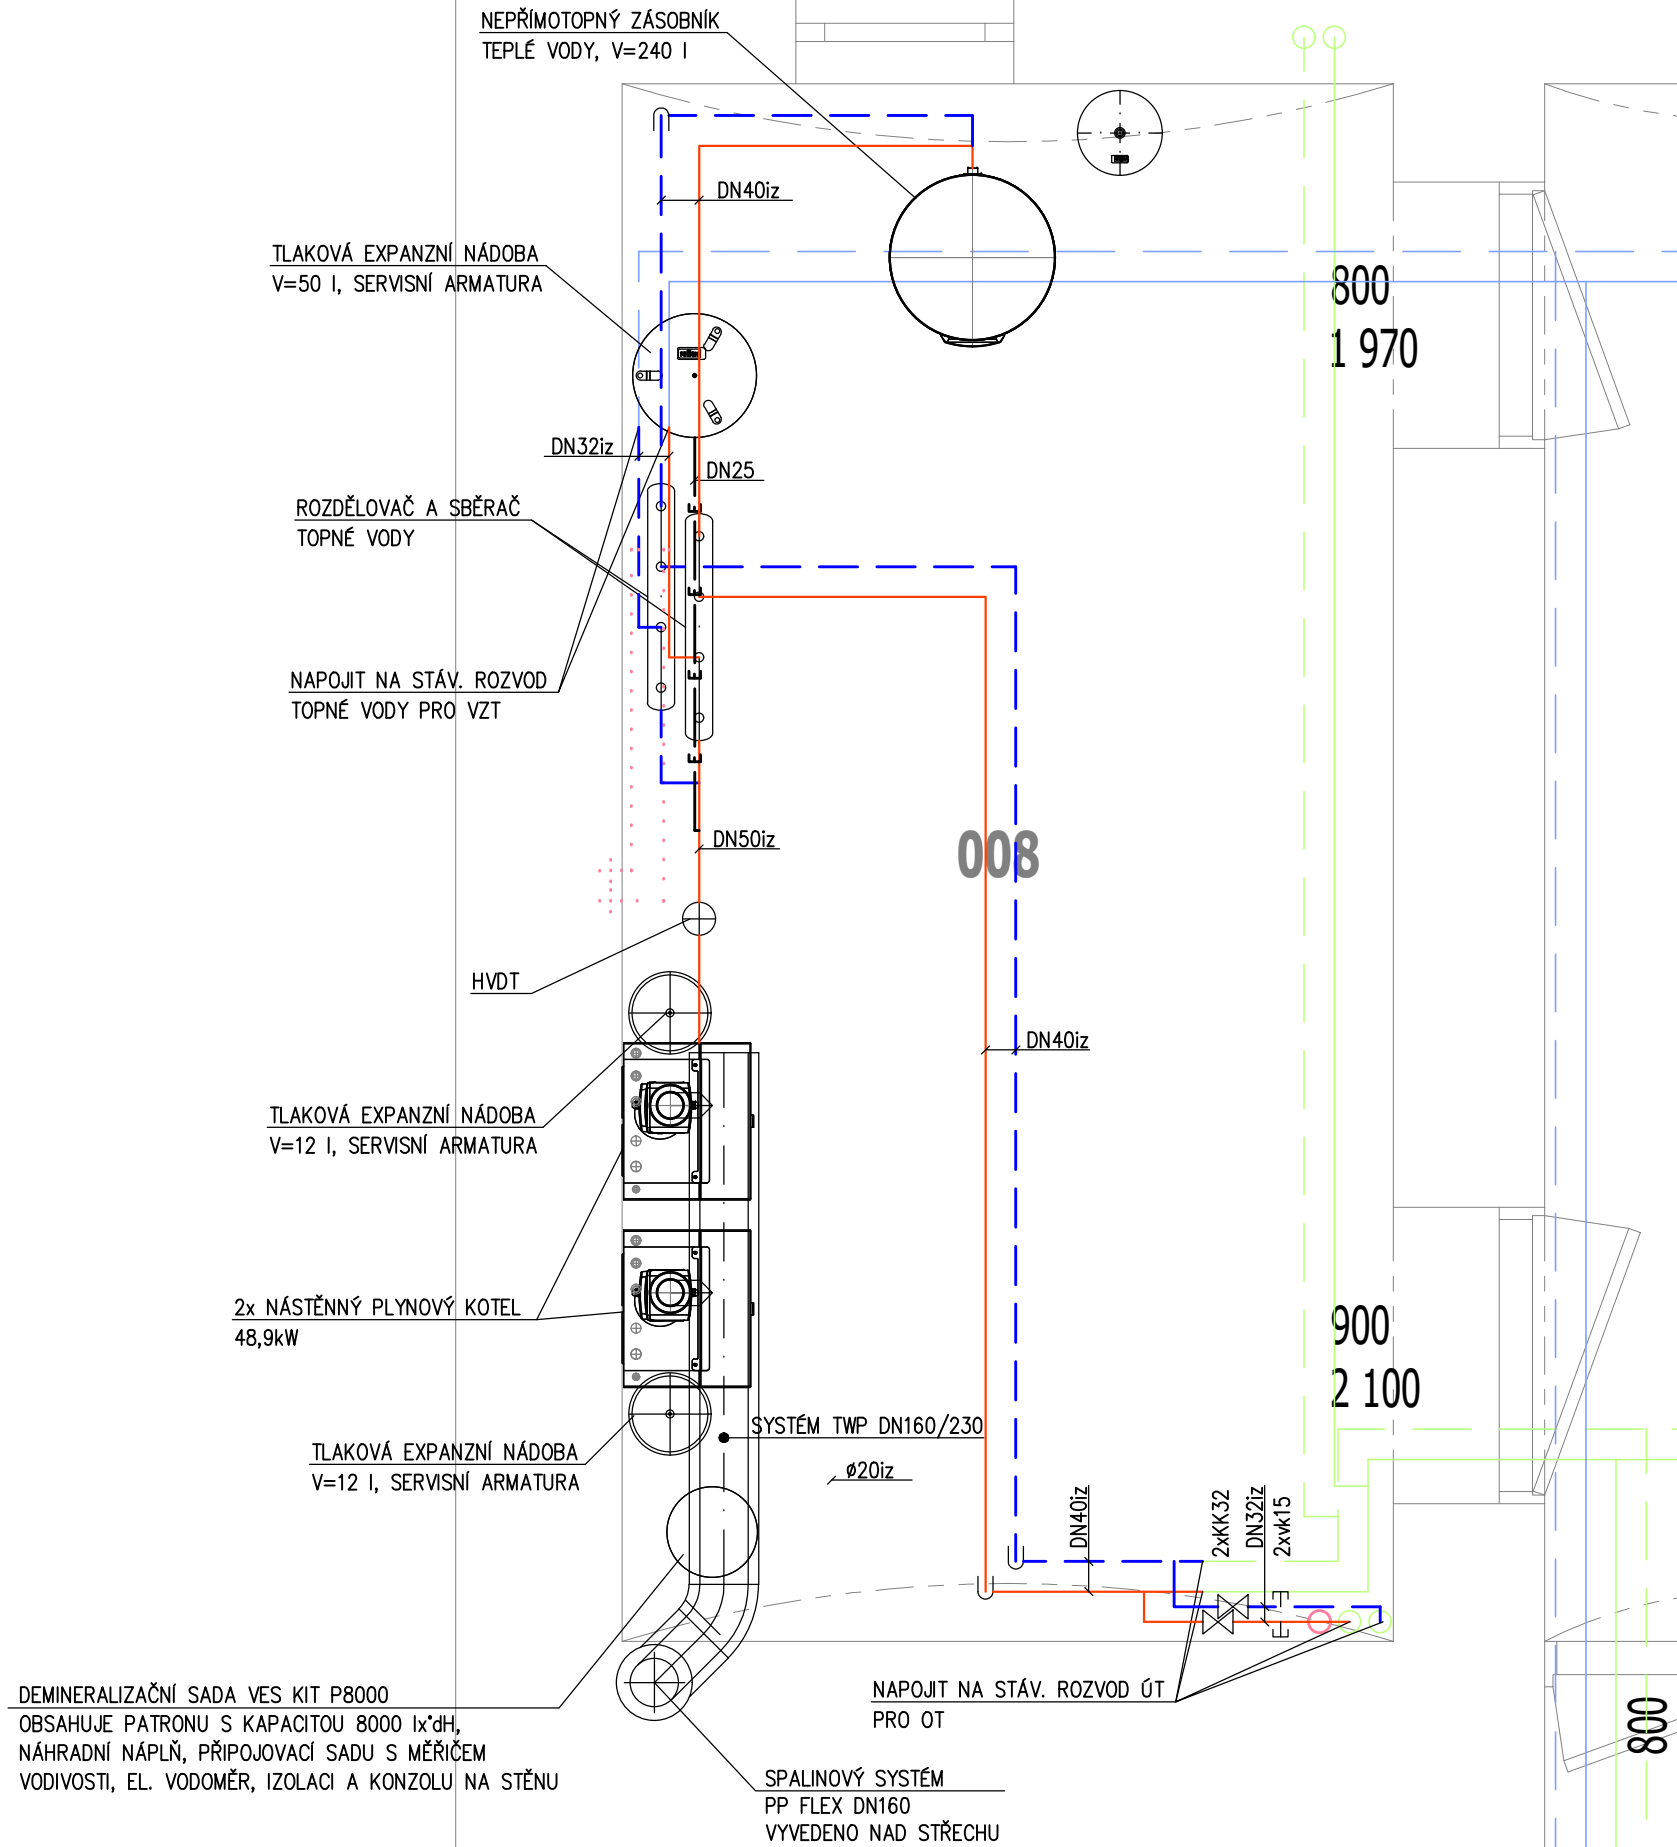 NEPŘÍMOTOPNÝ ZÁSOBNÍK
TEPLÉ VODY, V=240 l
DN40iz
TLAKOVÁ EXPANZNÍ NÁDOBA
V=50 l, SERVISNÍ ARMATURA
800
1 970
DN32iz
DN25
ROZDĚLOVAČ A SBĚRAČ
TOPNÉ VODY
E
E
E
E
NAPOJIT NA STÁV. ROZVOD
TOPNÉ VODY PRO VZT
DN50iz
008
HVDT
DN40iz
TLAKOVÁ EXPANZNÍ NÁDOBA
V=12 l, SERVISNÍ ARMATURA
2x NÁSTĚNNÝ PLYNOVÝ KOTEL
48,9kW
900
2 100
SYSTÉM TWP DN160/230
TLAKOVÁ EXPANZNÍ NÁDOBA
V=12 l, SERVISNÍ ARMATURA
ø20iz
DN40iz
2xKK32
DN32iz
2xvk15
DEMINERALIZAČNÍ SADA VES KIT P8000
OBSAHUJE PATRONU S KAPACITOU 8000 lx°dH,
NÁHRADNÍ NÁPLŇ, PŘIPOJOVACÍ SADU S MĚŘIČEM
VODIVOSTI, EL. VODOMĚR, IZOLACI A KONZOLU NA STĚNU
NAPOJIT NA STÁV. ROZVOD ÚT
PRO OT
800
SPALINOVÝ SYSTÉM
PP FLEX DN160
VYVEDENO NAD STŘECHU